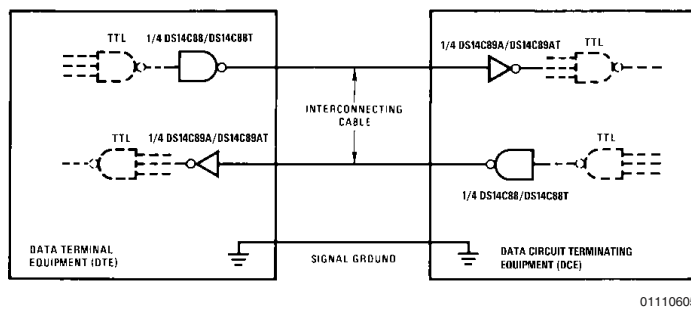 TTL
1/4 DS14C88/DS14C88T
1/4 DS14C89A/DS14C89AT
TTL
INTERCONNECTING
CABLE
TTL
1/4 DS14C89A/DS14C89AT
TTL
1/4 DS14C88/DS14C88T
DATA TERMINAL
EQUIPMENT (DTE)
SIGNAL GROUND
DATA CIRCUIT TERMINATING
EQUIPMENT (DCE)